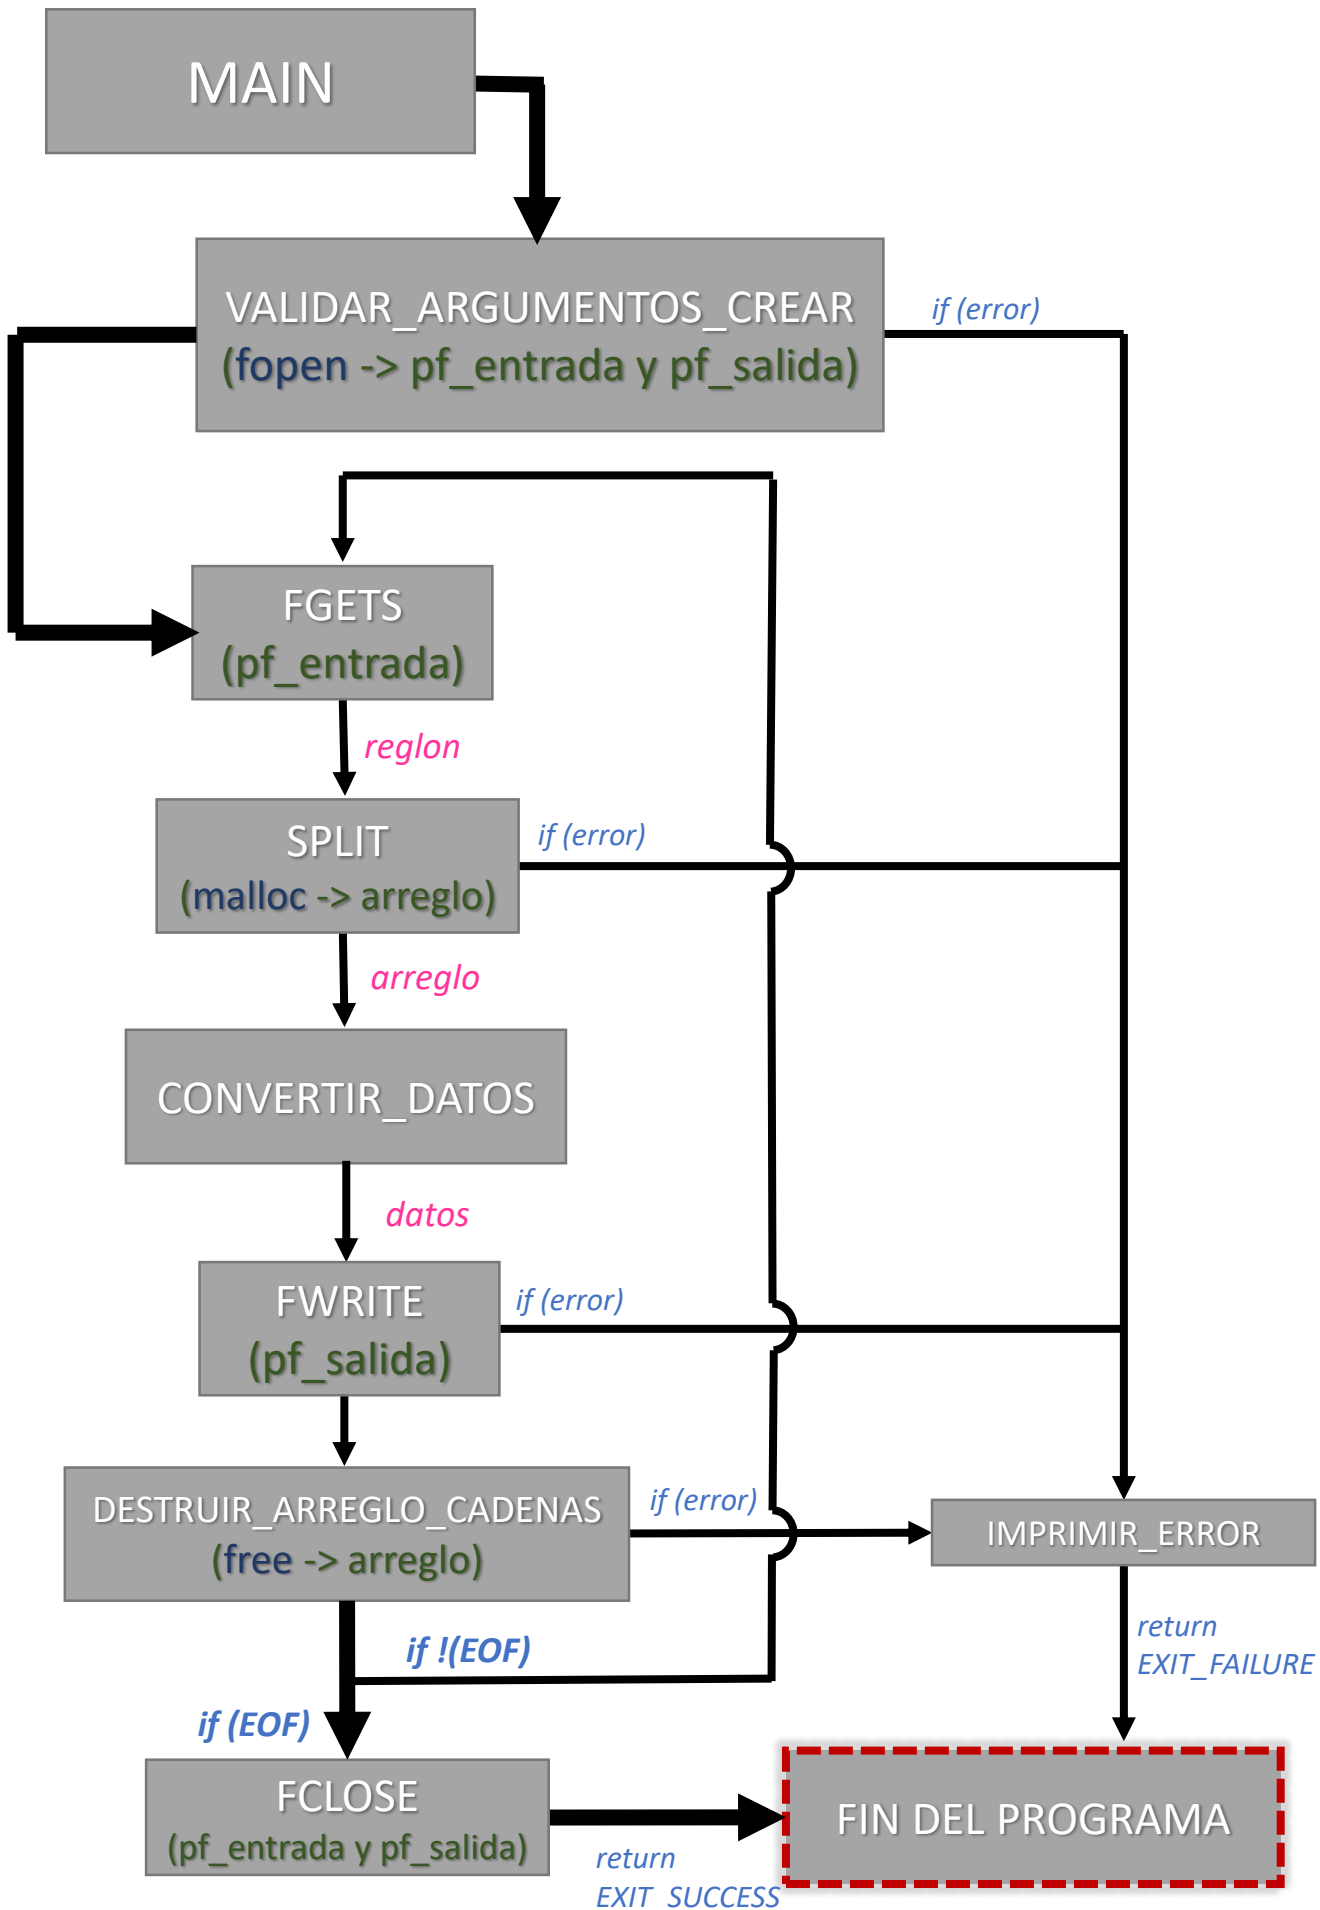 MAIN
VALIDAR_ARGUMENTOS_CREAR
(fopen -> pf_entrada y pf_salida)
if (error)
FGETS
(pf_entrada)
reglon
SPLIT
(malloc -> arreglo)
if (error)
arreglo
CONVERTIR_DATOS
datos
FWRITE
(pf_salida)
if (error)
DESTRUIR_ARREGLO_CADENAS
(free -> arreglo)
if (error)
IMPRIMIR_ERROR
return
EXIT_FAILURE
if !(EOF)
if (EOF)
FCLOSE
(pf_entrada y pf_salida)
return
EXIT_SUCCESS
FIN DEL PROGRAMA